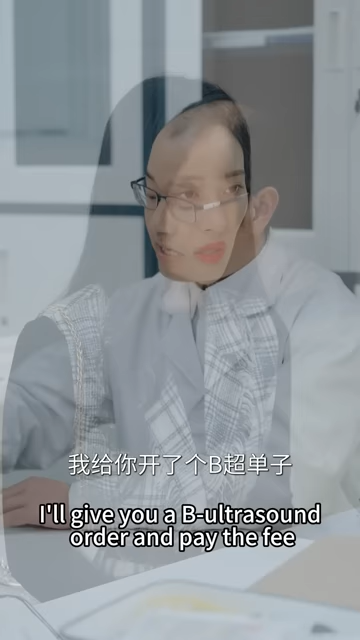 我给你开了个B超单子
I'll give you a B-ultrasound
order and pay the fee